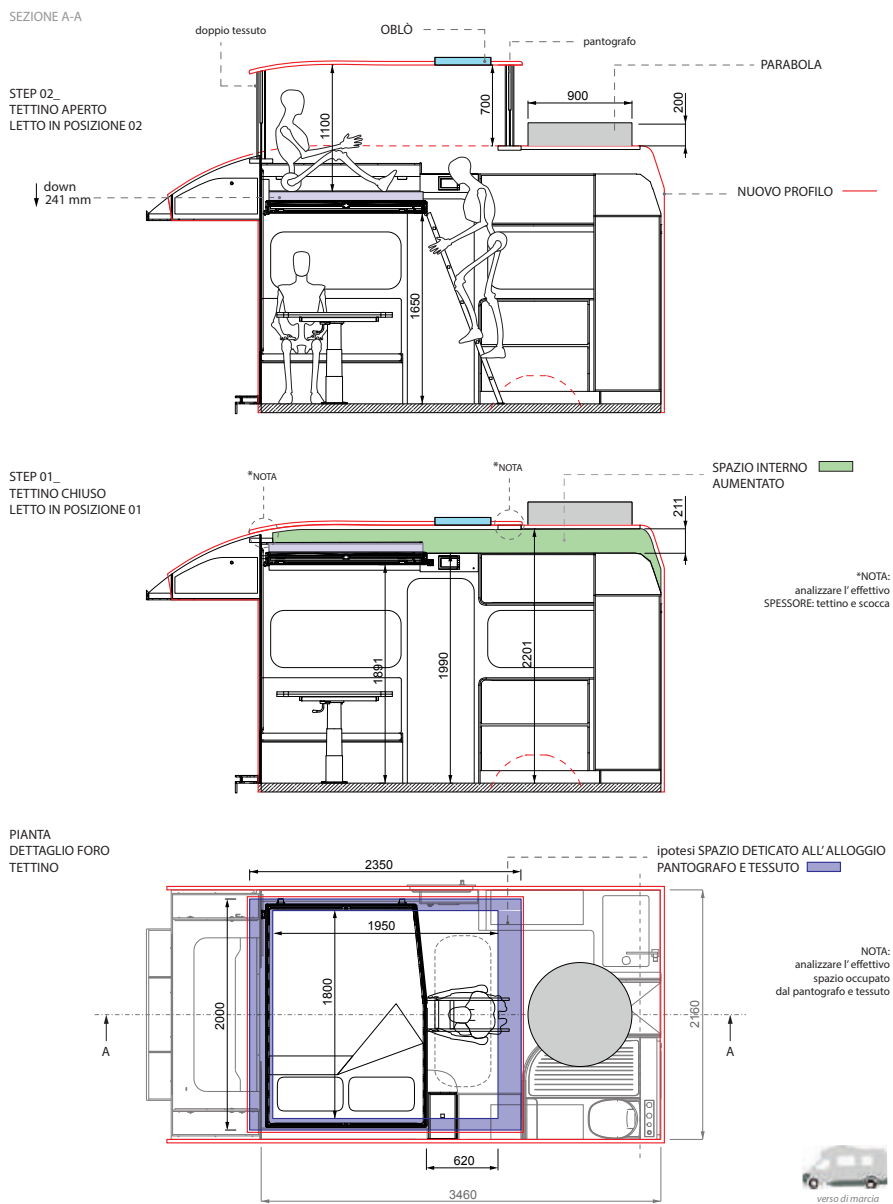 SEZIONE A-A
doppio tessuto
OBLÒ
pantografo
PARABOLA
STEP 02_
TETTINO APERTO
LETTO IN POSIZIONE 02
900
200
700
1100
down
241 mm
NUOVO PROFILO
1650
STEP 01_
TETTINO CHIUSO
LETTO IN POSIZIONE 01
*NOTA
*NOTA
SPAZIO INTERNO
AUMENTATO
211
*NOTA:
analizzare l' effettivo
SPESSORE: tettino e scocca
1891
1990
2201
PIANTA
DETTAGLIO FORO
TETTINO
2350
ipotesi SPAZIO DETICATO ALL' ALLOGGIO
PANTOGRAFO E TESSUTO
1950
NOTA:
analizzare l' effettivo
spazio occupato
dal pantografo e tessuto
2000
1800
2160
A
A
620
3460
verso di marcia